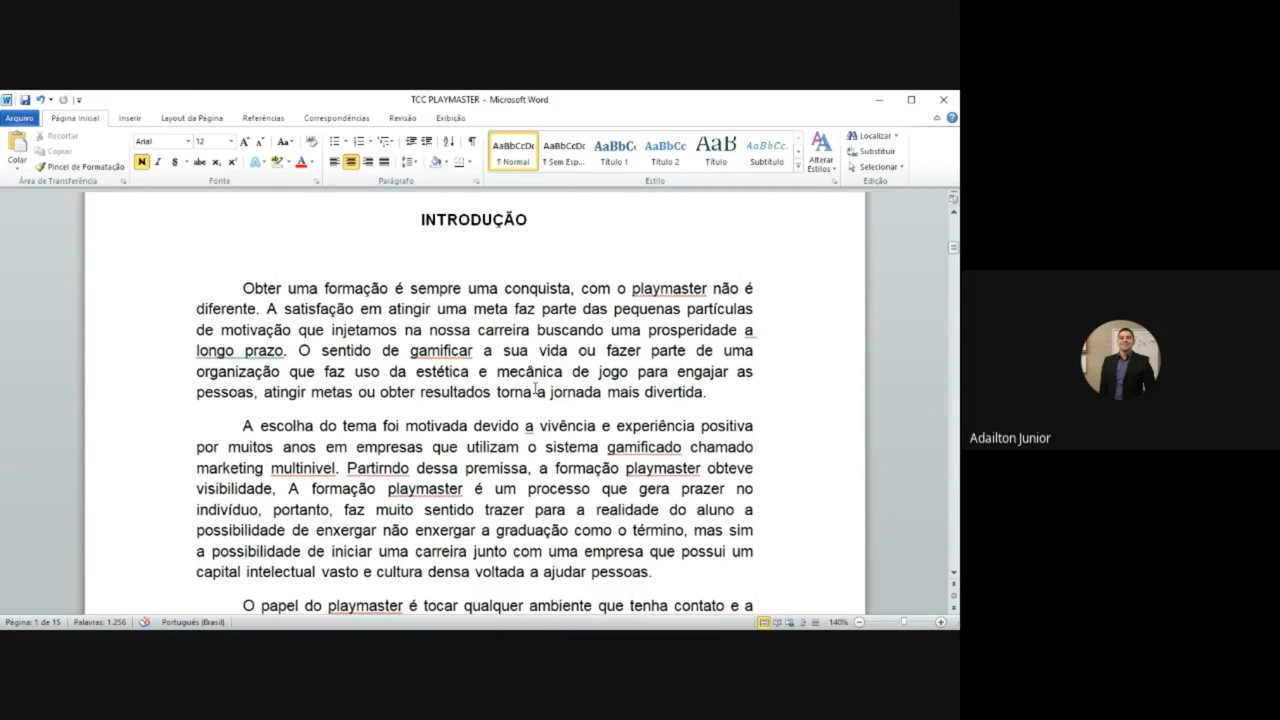 TCC PLAYMASTER - Microsoft Word
Arquivo Página Inicial Inserir Layout da Página Referências Correspondências Revisão Exibição
Colar
Recortar
Copiar
Pincel de Formatação
Área de Transferência
Arial 12
N I S abc x₂ x²
Fonte
Parágrafo
AaBbCcDc AaBbCcDc AaBbC AaBbCc AaB AaBbCc.
¶ Normal ¶ Sem Esp... Título 1 Título 2 Título Subtítulo
Alterar Estilos
Estilo
Localizar
Substituir
Selecionar
Edição
INTRODUÇÃO
Obter uma formação é sempre uma conquista, com o playmaster não é
diferente. A satisfação em atingir uma meta faz parte das pequenas partículas
de motivação que injetamos na nossa carreira buscando uma prosperidade a
longo prazo. O sentido de gamificar a sua vida ou fazer parte de uma
organização que faz uso da estética e mecânica de jogo para engajar as
pessoas, atingir metas ou obter resultados torna a jornada mais divertida.
A escolha do tema foi motivada devido a vivência e experiência positiva
por muitos anos em empresas que utilizam o sistema gamificado chamado
marketing multinivel. Partirndo dessa premissa, a formação playmaster obteve
visibilidade, A formação playmaster é um processo que gera prazer no
indivíduo, portanto, faz muito sentido trazer para a realidade do aluno a
possibilidade de enxergar não enxergar a graduação como o término, mas sim
a possibilidade de iniciar uma carreira junto com uma empresa que possui um
capital intelectual vasto e cultura densa voltada a ajudar pessoas.
O papel do playmaster é tocar qualquer ambiente que tenha contato e a
Página: 1 de 15 Palavras: 1.256 Português (Brasil) 140%
Adailton Junior